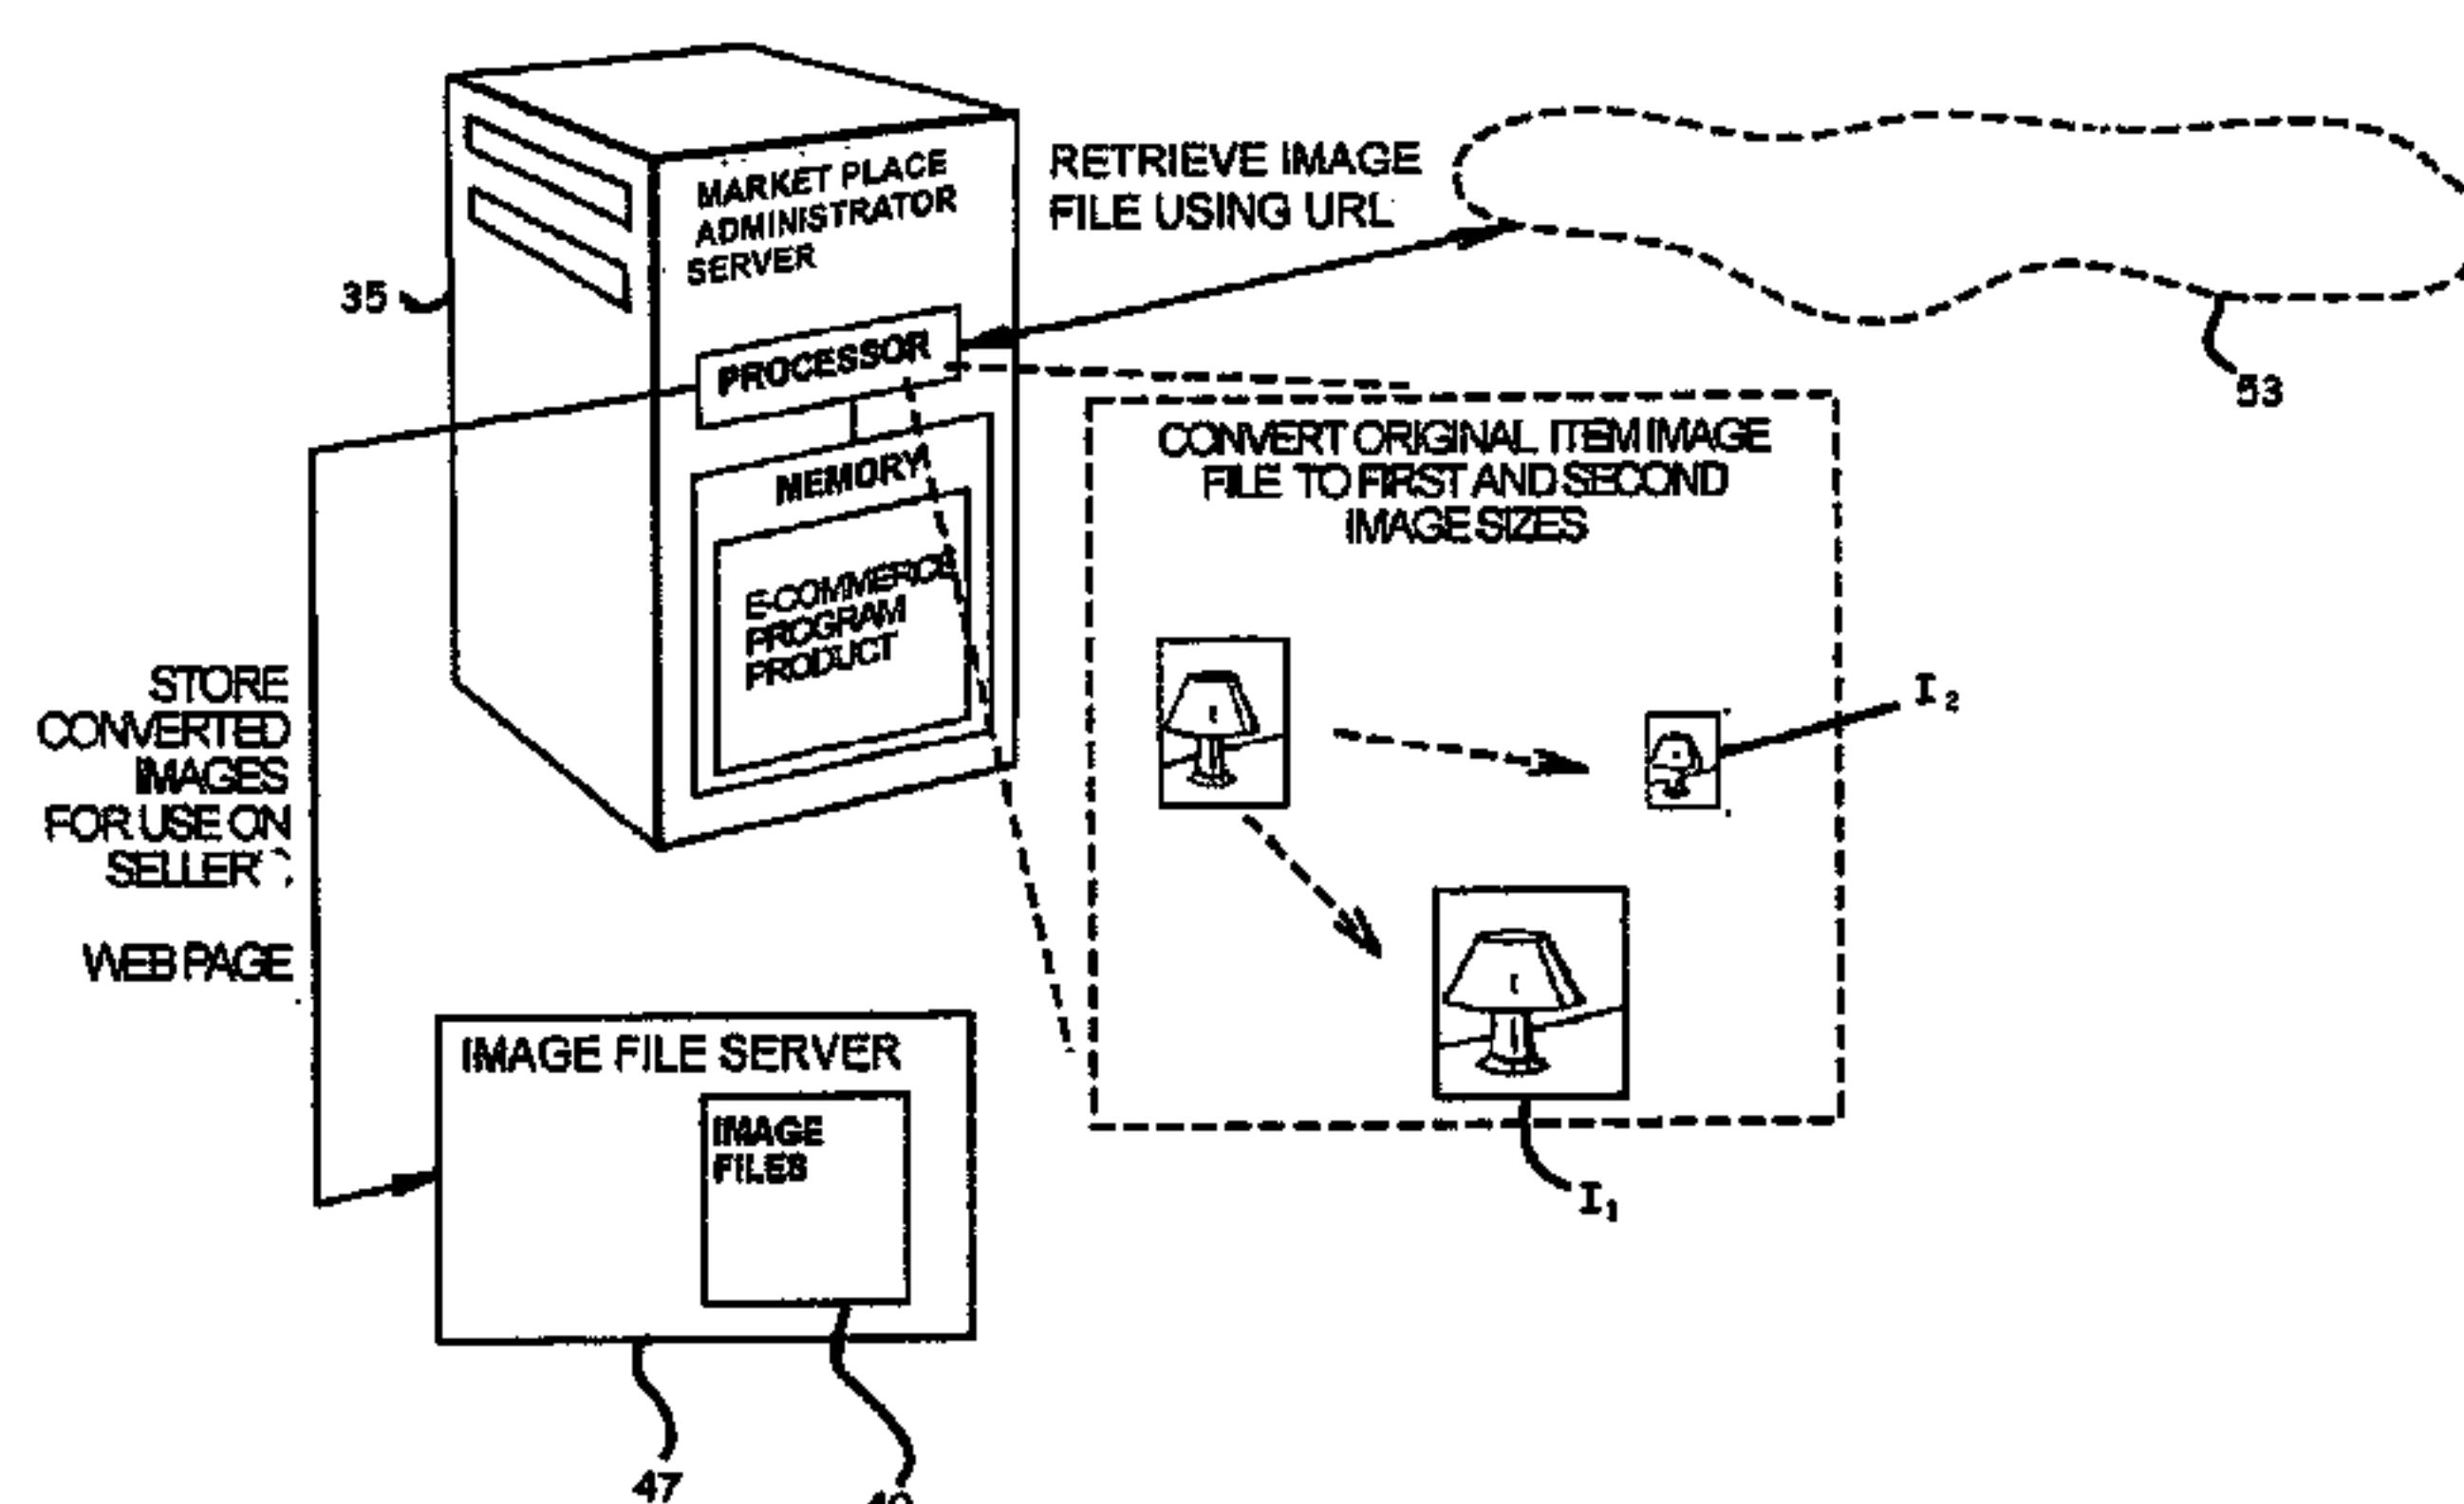 MARKET PLACE
ADMINISTRATOR
SERVER
RETRIEVE IMAGE
FILE USING URL
35
PROCESSOR
53
CONVERT ORIGINAL ITEM IMAGE
FILE TO FIRST AND SECOND
IMAGE SIZES
MEMORY
E-COMMERCE
PROGRAM
PRODUCT
STORE
CONVERTED
IMAGES
FOR USE ON
SELLER
WEB PAGE
I2
IMAGE FILE SERVER
IMAGE
FILES
I1
47